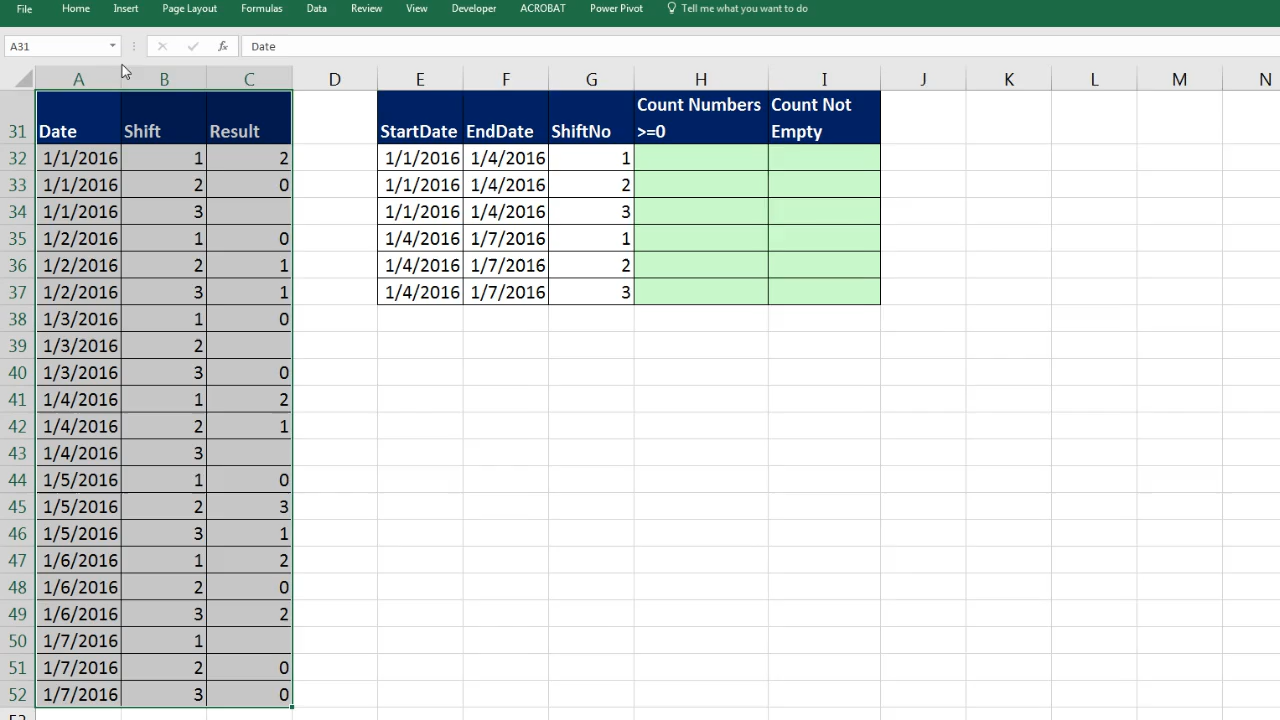 File Home Insert Page Layout Formulas Data Review View Developer ACROBAT Power Pivot Tell me what you want to do
A31 fx Date
A B C D E F G H I J K L M N
31 Date Shift Result StartDate EndDate ShiftNo Count Numbers >=0 Count Not Empty
32 1/1/2016 1 2 1/1/2016 1/4/2016 1
33 1/1/2016 2 0 1/1/2016 1/4/2016 2
34 1/1/2016 3 1/1/2016 1/4/2016 3
35 1/2/2016 1 0 1/4/2016 1/7/2016 1
36 1/2/2016 2 1 1/4/2016 1/7/2016 2
37 1/2/2016 3 1 1/4/2016 1/7/2016 3
38 1/3/2016 1 0
39 1/3/2016 2
40 1/3/2016 3 0
41 1/4/2016 1 2
42 1/4/2016 2 1
43 1/4/2016 3
44 1/5/2016 1 0
45 1/5/2016 2 3
46 1/5/2016 3 1
47 1/6/2016 1 2
48 1/6/2016 2 0
49 1/6/2016 3 2
50 1/7/2016 1
51 1/7/2016 2 0
52 1/7/2016 3 0